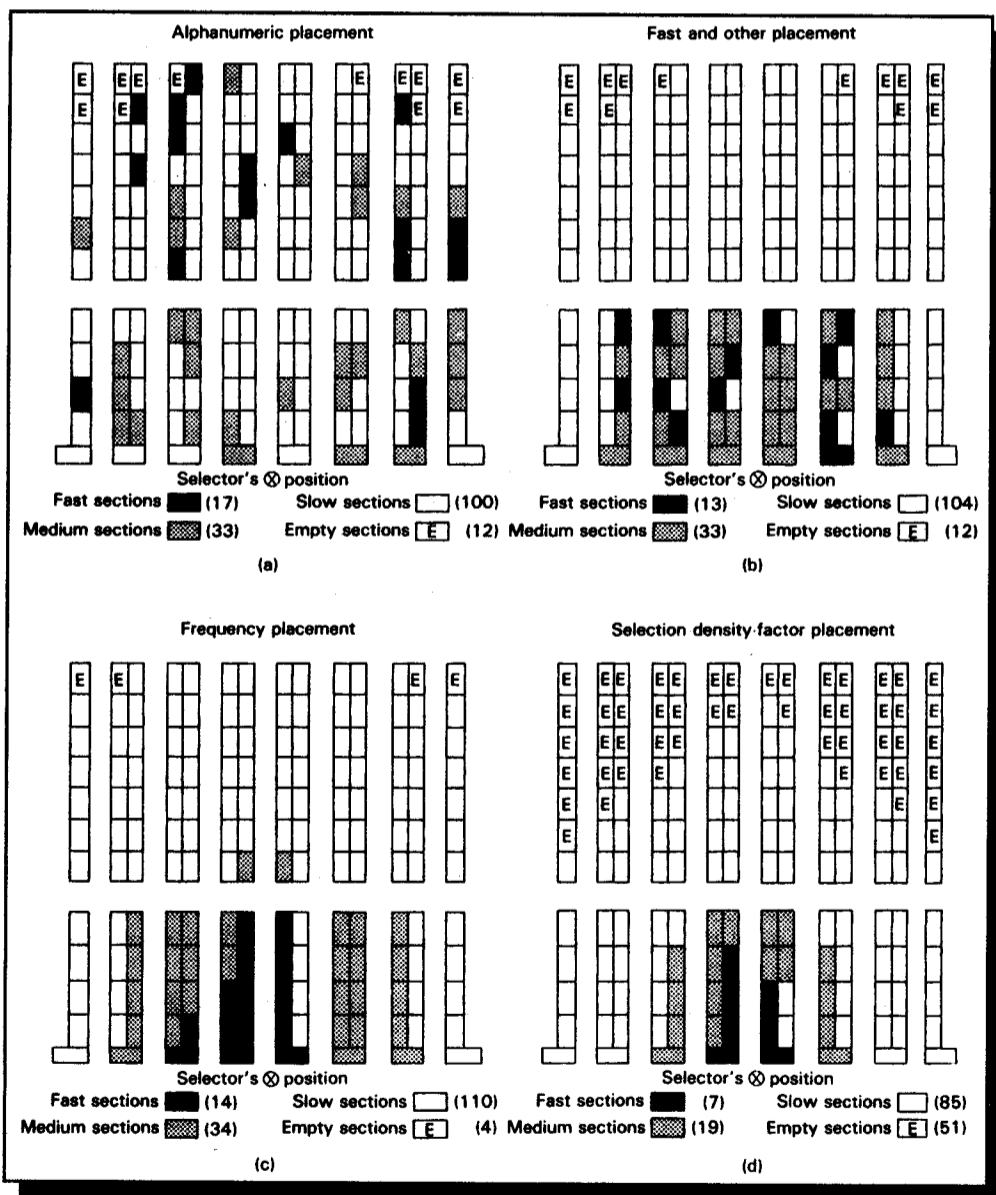 Alphanumeric placement
E E E E E E E E
E E E E
Selector's ⊗ position
Fast sections (17) Slow sections (100)
Medium sections (33) Empty sections E (12)
(a)
Fast and other placement
E E E E E E E E
E E E E
Selector's ⊗ position
Fast sections (13) Slow sections (104)
Medium sections (33) Empty sections E (12)
(b)
Frequency placement
E E E E
Selector's ⊗ position
Fast sections (14) Slow sections (110)
Medium sections (34) Empty sections E (4)
(c)
Selection density factor placement
E E E E E E E E E E E E E E
E E E E E E E E E E E E E
E E E E E E E E E E
E E E E E E E E
E E E E
E E
Selector's ⊗ position
Fast sections (7) Slow sections (85)
Medium sections (19) Empty sections E (51)
(d)